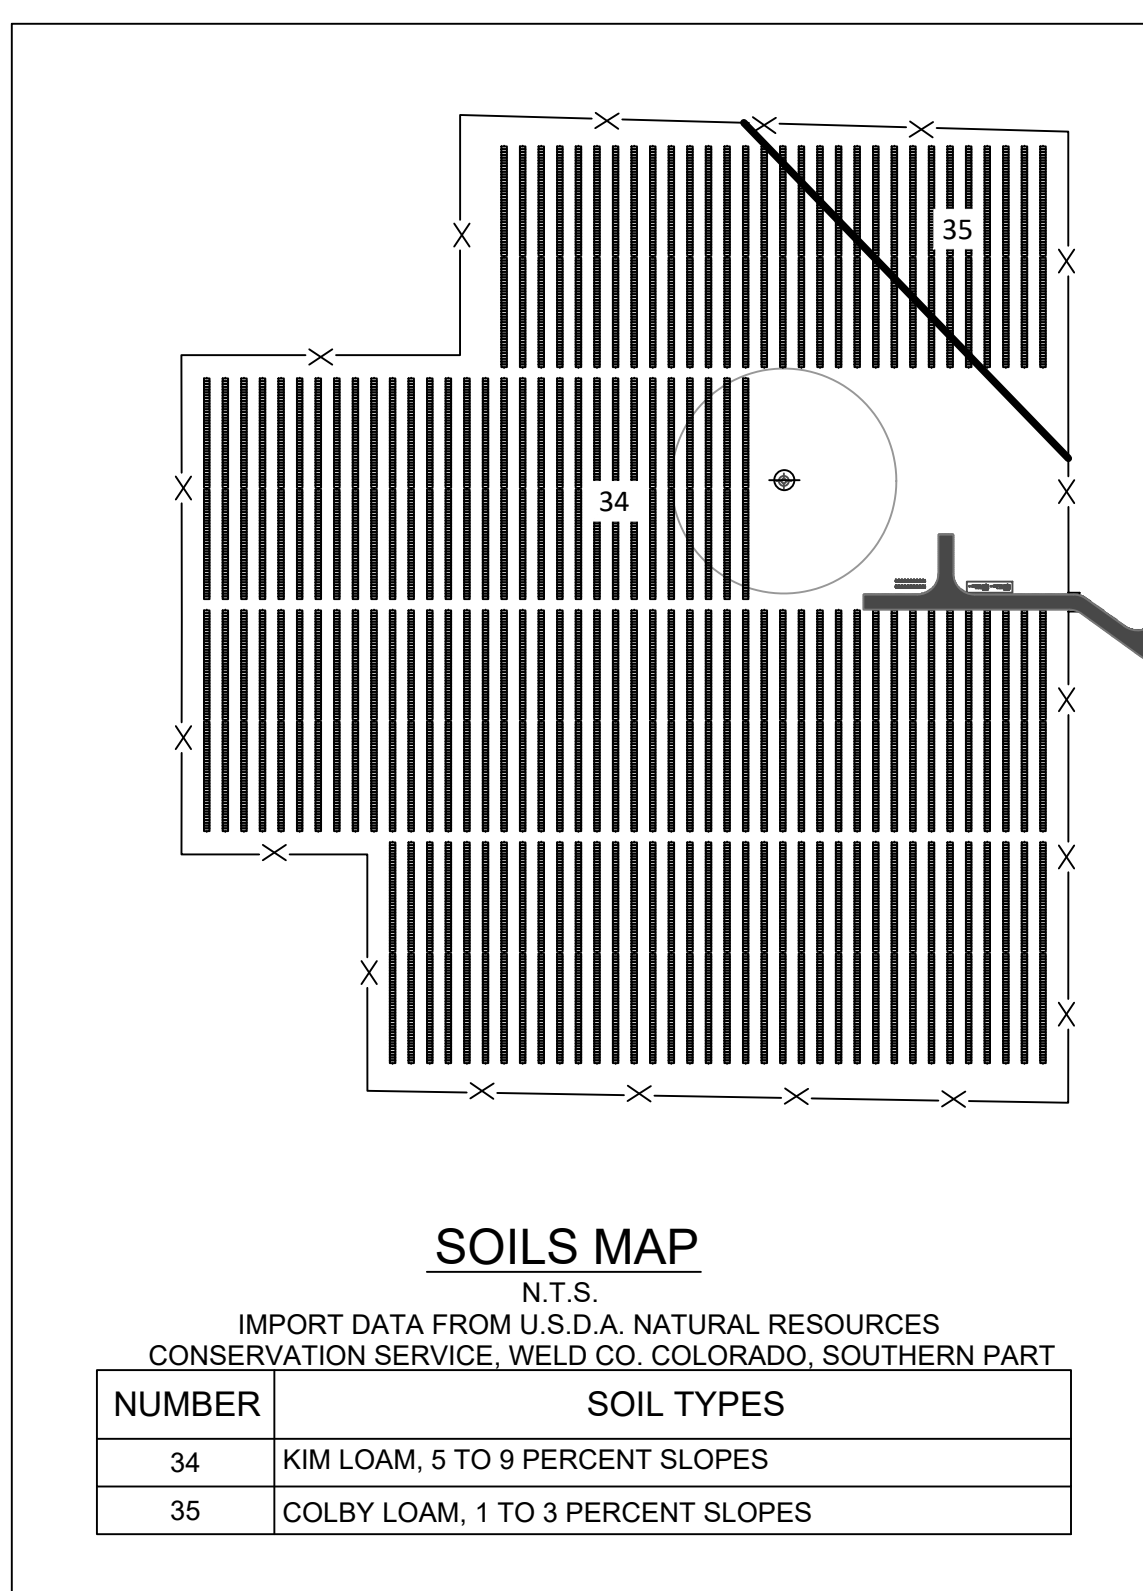 35
34
SOILS MAP
N.T.S.
IMPORT DATA FROM U.S.D.A. NATURAL RESOURCES
CONSERVATION SERVICE, WELD CO. COLORADO, SOUTHERN PART
NUMBER SOIL TYPES
34 KIM LOAM, 5 TO 9 PERCENT SLOPES
35 COLBY LOAM, 1 TO 3 PERCENT SLOPES